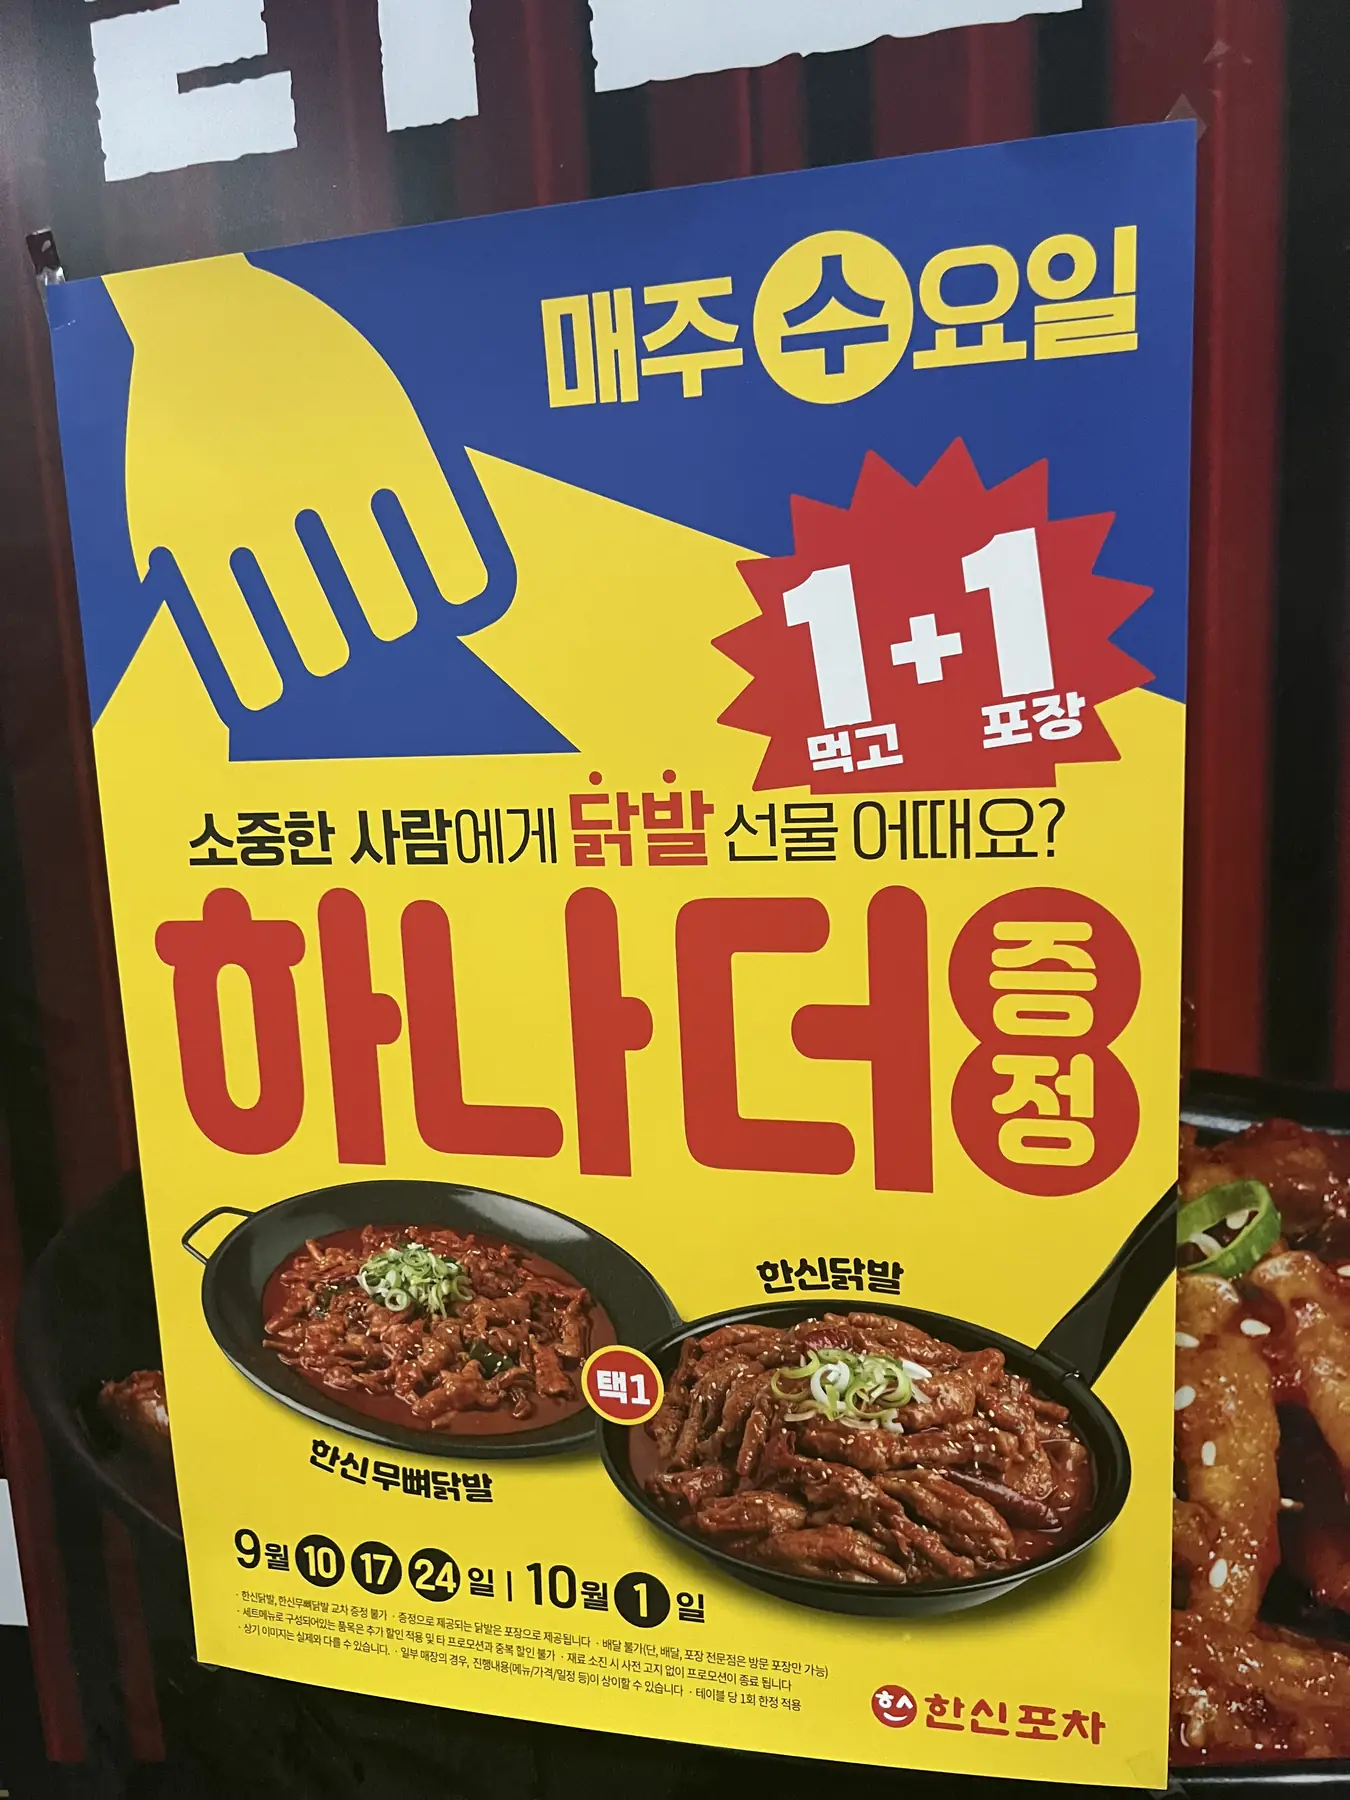 매주 수요일
1+1
먹고 포장
소중한 사람에게 닭발 선물 어때요?
하나 더 증정
한신닭발
택1
한신무뼈닭발
9월 10 17 24 일 | 10월 1 일
· 한신닭발, 한신무뼈닭발 교차 증정 불가 · 증정으로 제공되는 닭발은 포장으로 제공됩니다 · 배달 불가(단, 배달, 포장 전문점은 방문 포장만 가능)
· 세트메뉴로 구성되어있는 품목은 추가 할인 적용 및 타 프로모션과 중복 할인 불가 · 재료 소진 시 사전 고지 없이 프로모션이 종료 됩니다
· 상기 이미지는 실제와 다를 수 있습니다. · 일부 매장의 경우, 진행내용(메뉴/가격/일정 등)이 상이할 수 있습니다 · 테이블 당 1회 한정 적용
한신포차